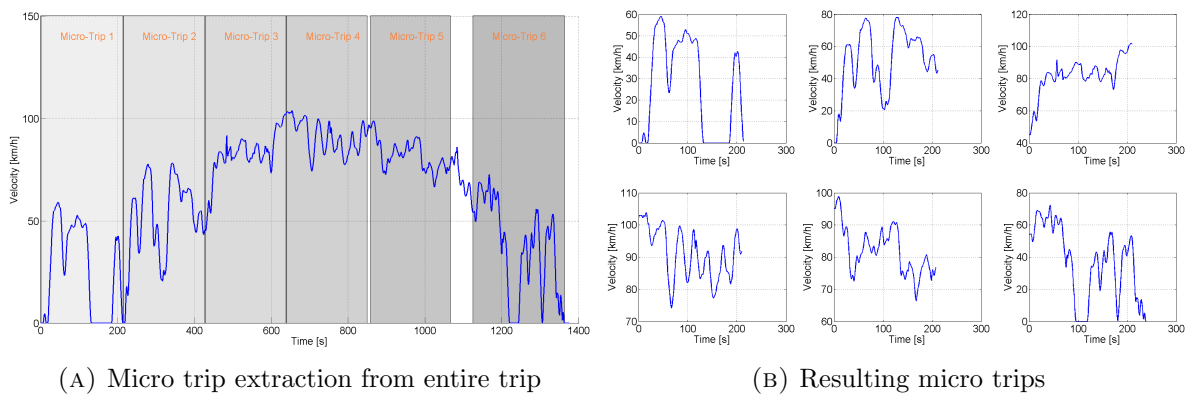 150
100
50
0
Velocity [km/h]
Micro-Trip 1
Micro-Trip 2
Micro-Trip 3
Micro-Trip 4
Micro-Trip 5
Micro-Trip 6
0 200 400 600 800 1000 1200 1400
Time [s]
(A) Micro trip extraction from entire trip
60
50
40
30
20
10
0
Velocity [km/h]
0 100 200 300
Time [s]
80
60
40
20
0
Velocity [km/h]
0 100 200 300
Time [s]
120
100
80
60
40
Velocity [km/h]
0 100 200 300
Time [s]
110
100
90
80
70
Velocity [km/h]
0 100 200 300
Time [s]
100
90
80
70
60
Velocity [km/h]
0 100 200 300
Time [s]
80
60
40
20
0
Velocity [km/h]
0 100 200 300
Time [s]
(B) Resulting micro trips